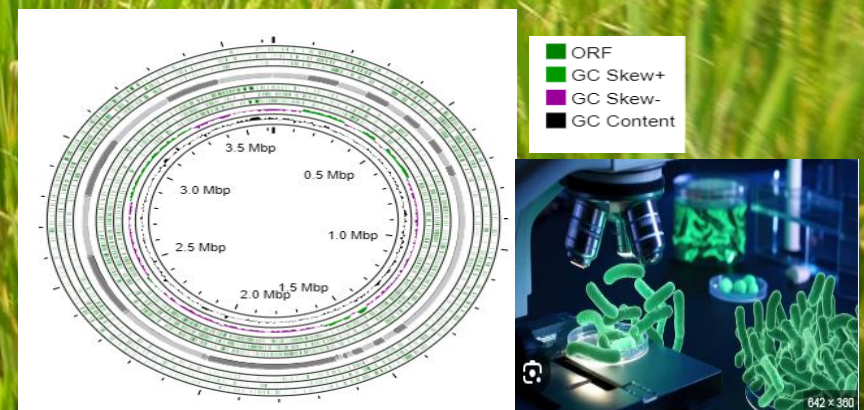 ORF
GC Skew+
GC Skew-
GC Content
3.5 Mbp
0.5 Mbp
3.0 Mbp
1.0 Mbp
2.5 Mbp
1.5 Mbp
2.0 Mbp
642 × 360